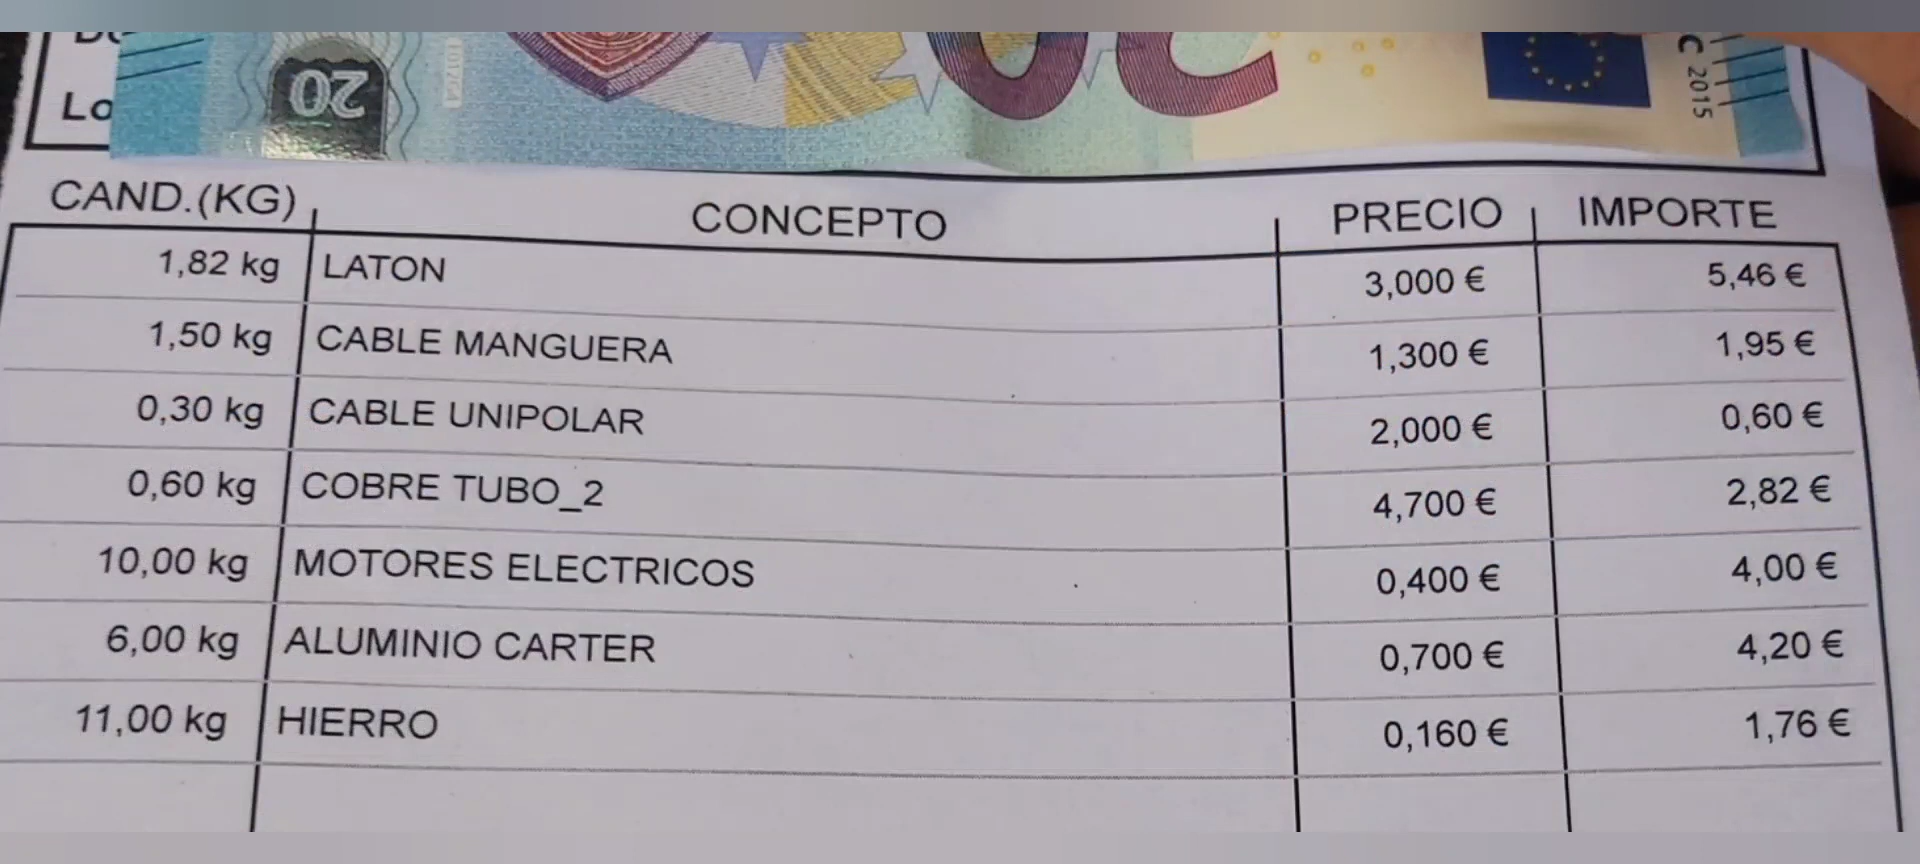 20
C 2015
Lo
CAND.(KG) CONCEPTO PRECIO IMPORTE
1,82 kg LATON 3,000 € 5,46 €
1,50 kg CABLE MANGUERA 1,300 € 1,95 €
0,30 kg CABLE UNIPOLAR 2,000 € 0,60 €
0,60 kg COBRE TUBO_2 4,700 € 2,82 €
10,00 kg MOTORES ELECTRICOS 0,400 € 4,00 €
6,00 kg ALUMINIO CARTER 0,700 € 4,20 €
11,00 kg HIERRO 0,160 € 1,76 €